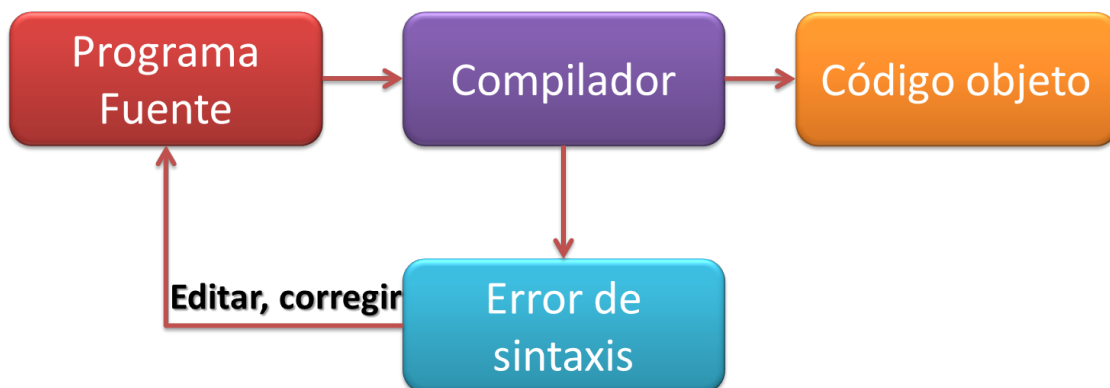 Programa
Fuente
Compilador
Código objeto
Editar, corregir
Error de
sintaxis